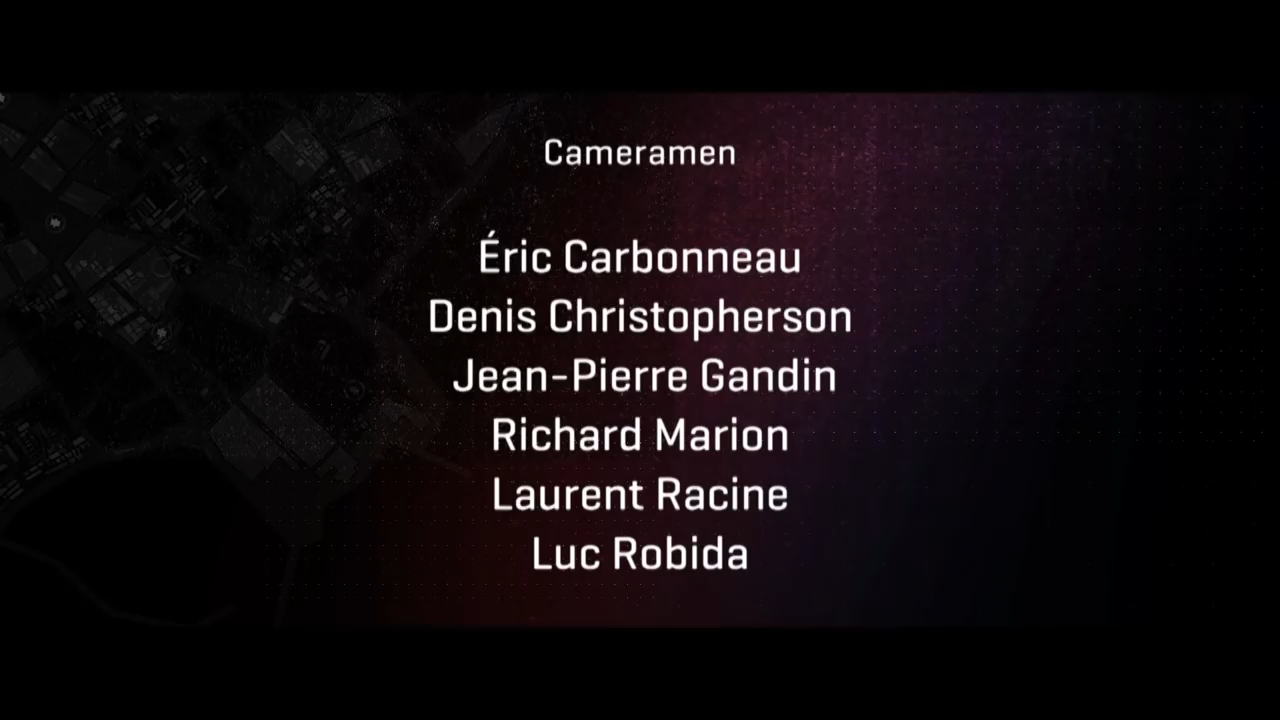 Cameramen
Éric Carbonneau
Denis Christopherson
Jean-Pierre Gandin
Richard Marion
Laurent Racine
Luc Robida